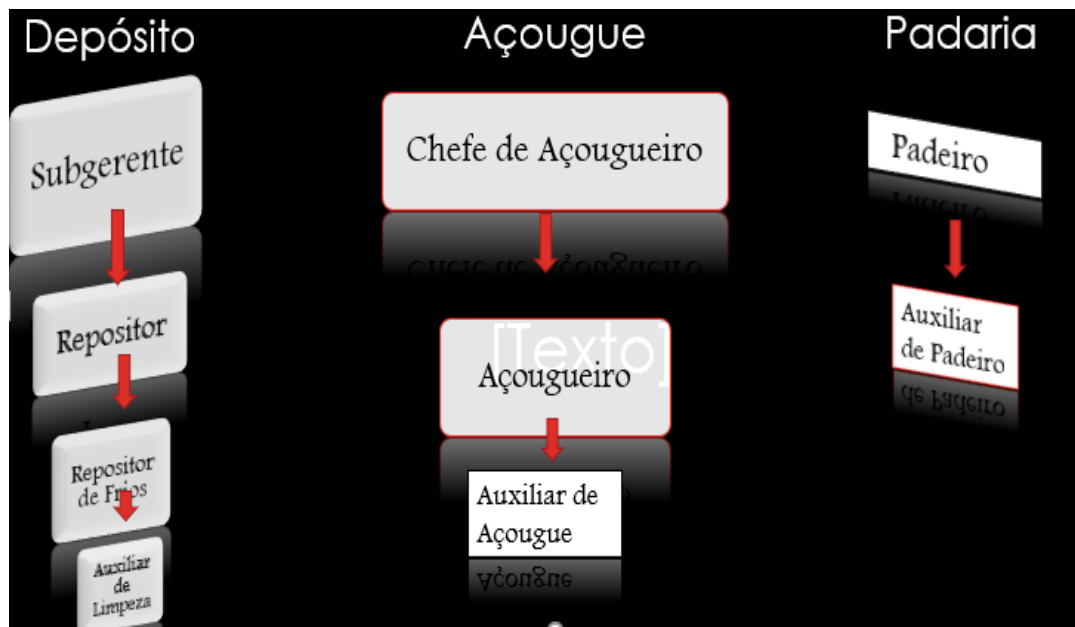 Depósito
Subgerente
Repositor
Repositor
de Frios
Auxiliar
de
Limpeza
Açougue
Chefe de Açougueiro
[Texto]
Açougueiro
Auxiliar de
Açougue
Padaria
Padeiro
Auxiliar
de Padeiro